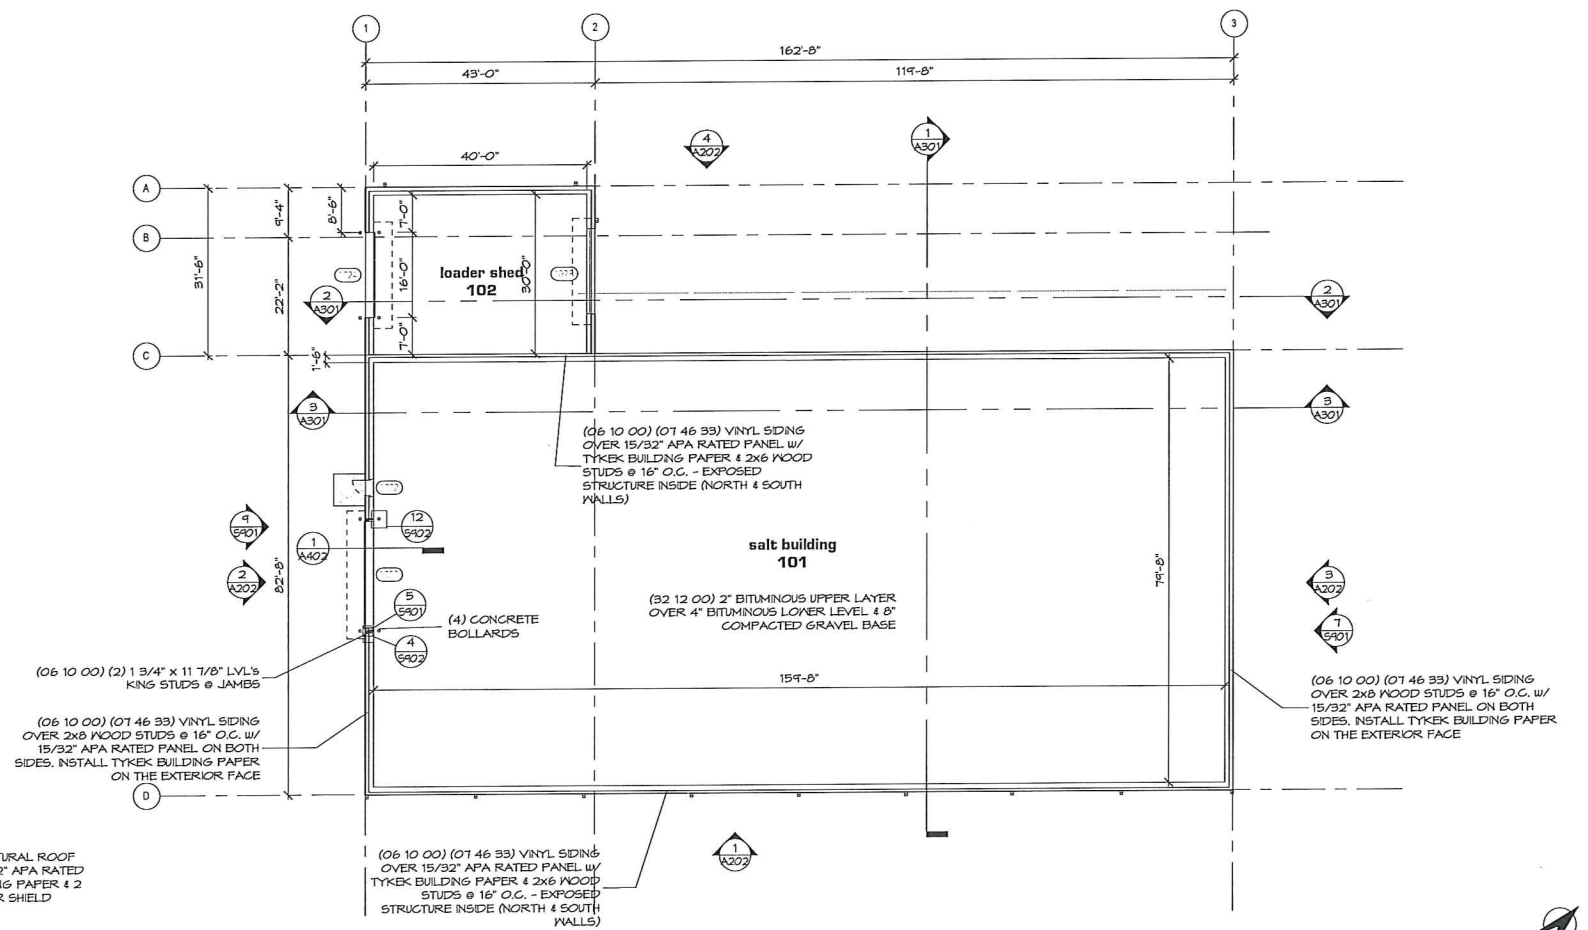 1
2
3
162'-8"
43'-0"
119'-8"
4
A202
1
A301
40'-0"
A
9'-4"
8'-6"
7'-0"
B
31'-6"
22'-2"
16'-0"
30'-0"
loader shed
102
2
A301
2
A301
7'-0"
C
1'-6"
3
A301
3
A301
(06 10 00) (07 46 33) VINYL SIDING
OVER 15/32" APA RATED PANEL W/
TYKEK BUILDING PAPER & 2x6 WOOD
STUDS @ 16" O.C. - EXPOSED
STRUCTURE INSIDE (NORTH & SOUTH
WALLS)
9
S901
12
S902
1
A402
salt building
101
2
A202
82'-8"
79'-8"
3
A202
5
S901
(4) CONCRETE
BOLLARDS
(32 12 00) 2" BITUMINOUS UPPER LAYER
OVER 4" BITUMINOUS LOWER LEVEL & 8"
COMPACTED GRAVEL BASE
7
S901
4
S902
(06 10 00) (2) 1 3/4" x 11 7/8" LVL's
KING STUDS @ JAMBS
159'-8"
(06 10 00) (07 46 33) VINYL SIDING
OVER 2x8 WOOD STUDS @ 16" O.C. W/
15/32" APA RATED PANEL ON BOTH
SIDES. INSTALL TYKEK BUILDING PAPER
ON THE EXTERIOR FACE
(06 10 00) (07 46 33) VINYL SIDING
OVER 2x8 WOOD STUDS @ 16" O.C. W/
15/32" APA RATED PANEL ON BOTH
SIDES. INSTALL TYKEK BUILDING PAPER
ON THE EXTERIOR FACE
D
1
A202
(06 10 00) (07 46 33) VINYL SIDING
OVER 15/32" APA RATED PANEL W/
TYKEK BUILDING PAPER & 2x6 WOOD
STUDS @ 16" O.C. - EXPOSED
STRUCTURE INSIDE (NORTH & SOUTH
WALLS)
URAL ROOF
2" APA RATED
G PAPER & 2
R SHIELD